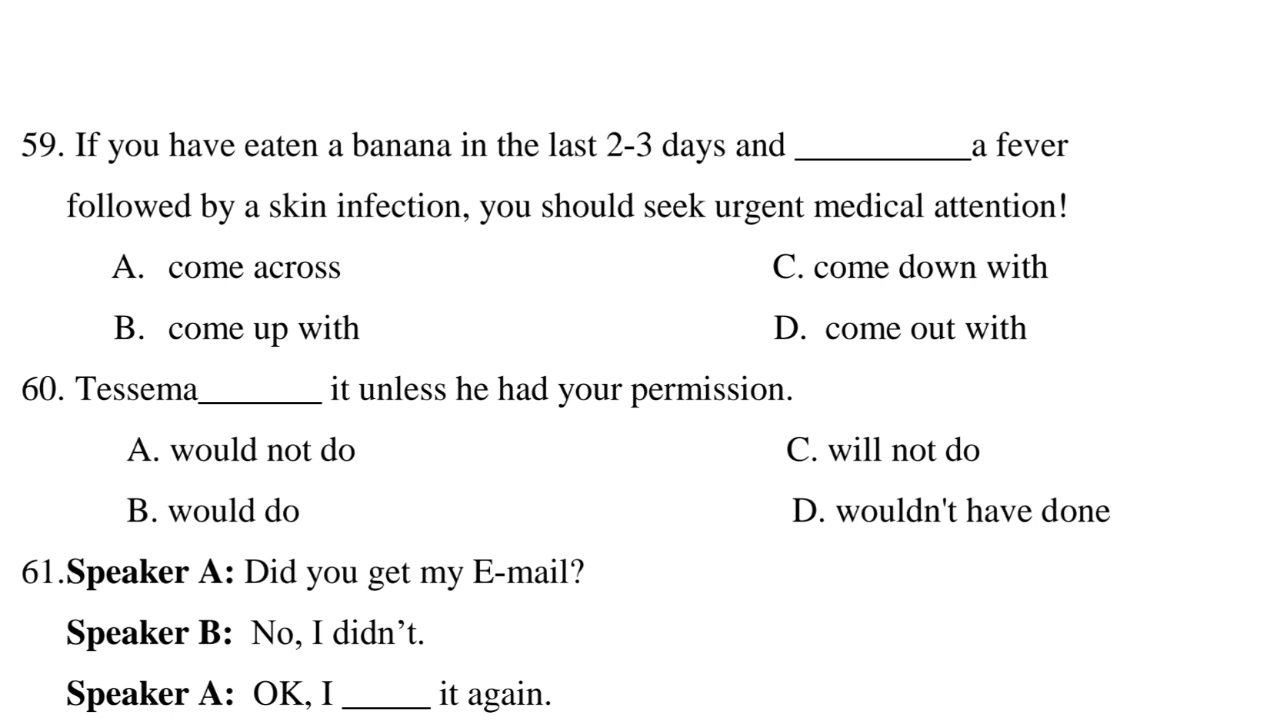 59. If you have eaten a banana in the last 2-3 days and __________a fever
followed by a skin infection, you should seek urgent medical attention!
A. come across C. come down with
B. come up with D. come out with
60. Tessema_______ it unless he had your permission.
A. would not do C. will not do
B. would do D. wouldn't have done
61.Speaker A: Did you get my E-mail?
Speaker B: No, I didn’t.
Speaker A: OK, I _____ it again.